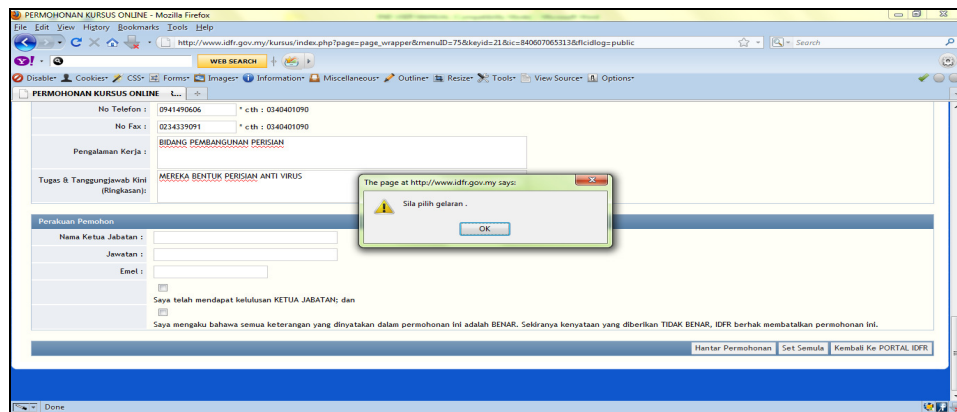 PERMOHONAN KURSUS ONLINE - Mozilla Firefox
File Edit View History Bookmarks Tools Help
http://www.idfr.gov.my/kursus/index.php?page=page_wrapper&menuID=75&keyid=21&ic=840607065313&flcidlog=public
Search
WEB SEARCH
Disable Cookies CSS Forms Images Information Miscellaneous Outline Resize Tools View Source Options
PERMOHONAN KURSUS ONLINE
No Telefon : 0941490606 * cth : 0340401090
No Fax : 0234339091 * cth : 0340401090
Pengalaman Kerja : BIDANG PEMBANGUNAN PERISIAN
Tugas & Tanggungjawab Kini (Ringkasan): MEREKA BENTUK PERISIAN ANTI VIRUS
The page at http://www.idfr.gov.my says:
Sila pilih gelaran .
OK
Perakuan Pemohon
Nama Ketua Jabatan :
Jawatan :
Emel :
Saya telah mendapat kelulusan KETUA JABATAN; dan
Saya mengaku bahawa semua keterangan yang dinyatakan dalam permohonan ini adalah BENAR. Sekiranya kenyataan yang diberikan TIDAK BENAR, IDFR berhak membatalkan permohonan ini.
Hantar Permohonan Set Semula Kembali Ke PORTAL IDFR
Done